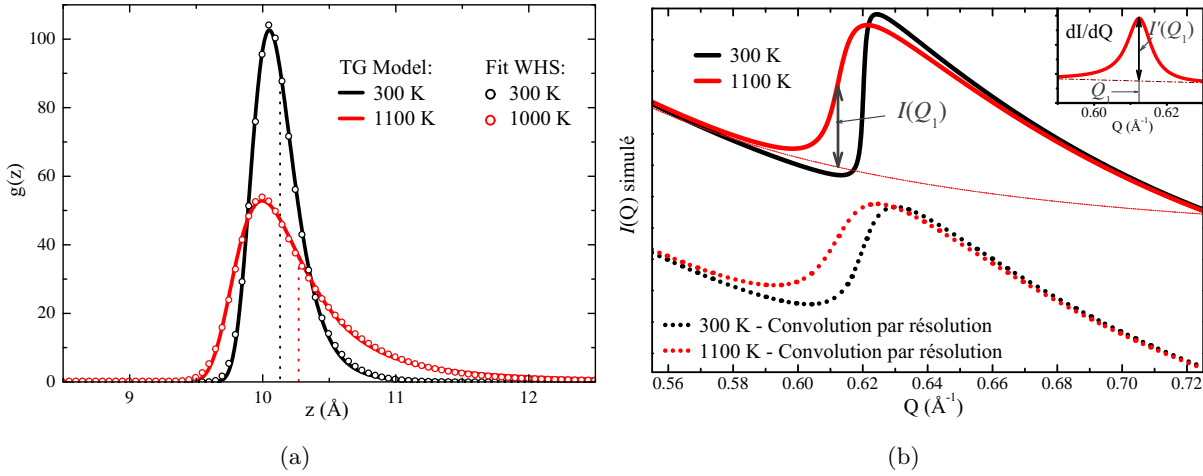 (a)
100
80
60
40
20
0
g(z)
TG Model:
300 K
1100 K
Fit WHS:
300 K
1000 K
9
10
11
12
z (Å)
(a)
(b)
300 K
1100 K
I(Q) simulé
I(Q₁)
dI/dQ
I'(Q₁)
Q₁
0.60
0.62
Q (Å⁻¹)
300 K - Convolution par résolution
1100 K - Convolution par résolution
0.56
0.58
0.60
0.62
0.64
0.66
0.68
0.70
0.72
Q (Å⁻¹)
(b)